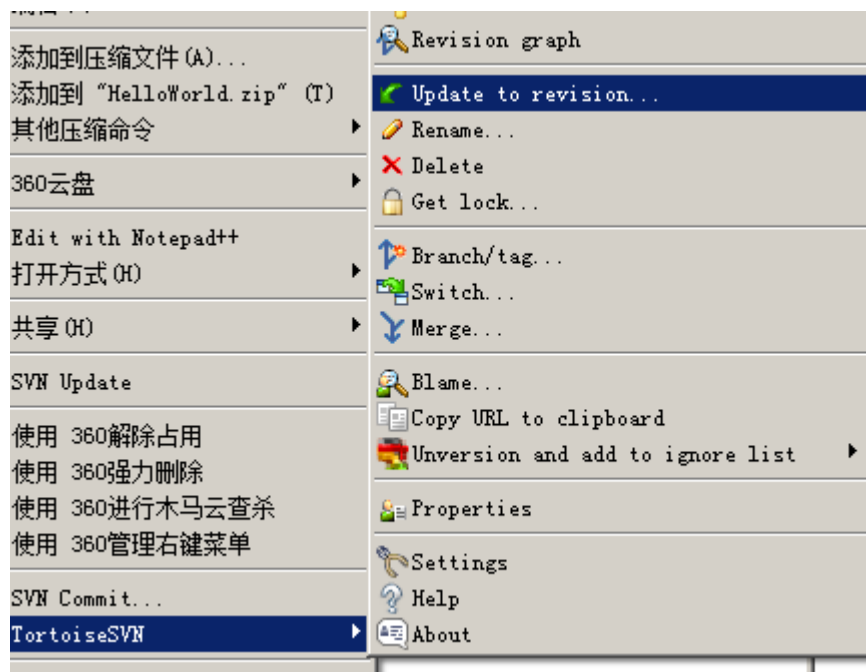 添加到压缩文件(A)...
添加到 "HelloWorld.zip" (T)
其他压缩命令
360云盘
Edit with Notepad++
打开方式(H)
共享(H)
SVN Update
使用 360解除占用
使用 360强力删除
使用 360进行木马云查杀
使用 360管理右键菜单
SVN Commit...
TortoiseSVN
Revision graph
Update to revision...
Rename...
Delete
Get lock...
Branch/tag...
Switch...
Merge...
Blame...
Copy URL to clipboard
Unversion and add to ignore list
Properties
Settings
Help
About